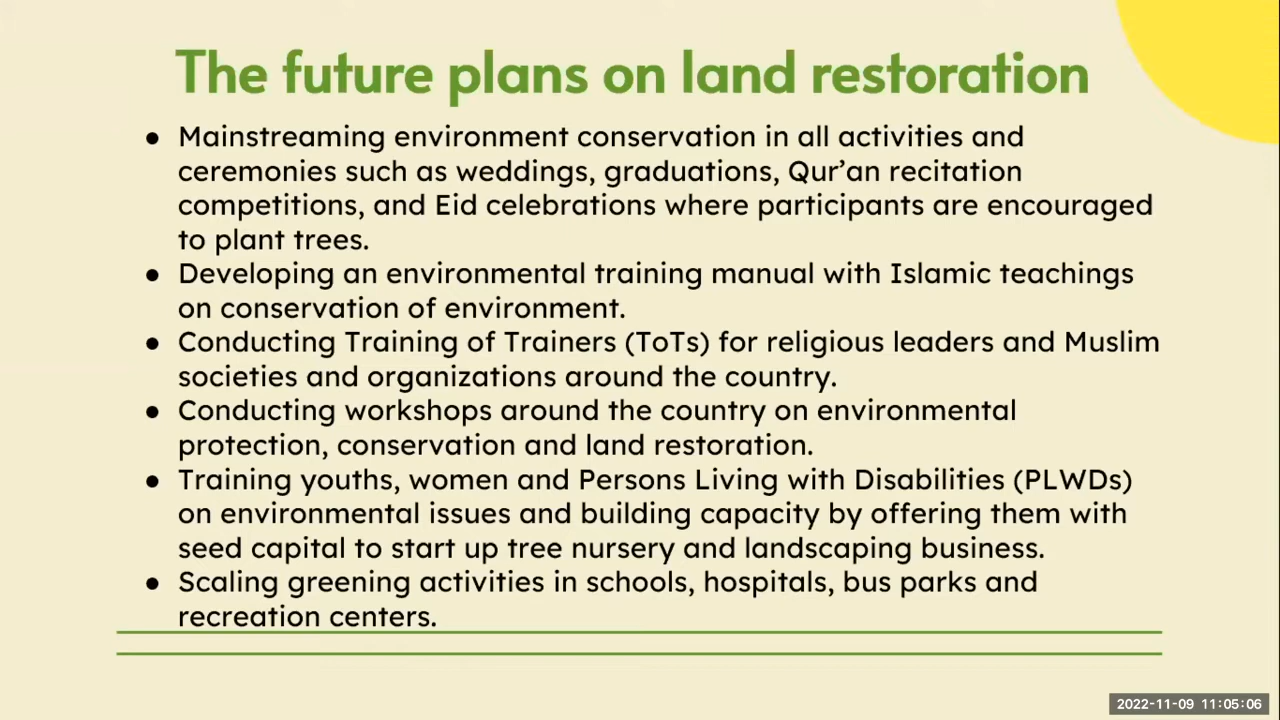 The future plans on land restoration
● Mainstreaming environment conservation in all activities and
ceremonies such as weddings, graduations, Qur’an recitation
competitions, and Eid celebrations where participants are encouraged
to plant trees.
● Developing an environmental training manual with Islamic teachings
on conservation of environment.
● Conducting Training of Trainers (ToTs) for religious leaders and Muslim
societies and organizations around the country.
● Conducting workshops around the country on environmental
protection, conservation and land restoration.
● Training youths, women and Persons Living with Disabilities (PLWDs)
on environmental issues and building capacity by offering them with
seed capital to start up tree nursery and landscaping business.
● Scaling greening activities in schools, hospitals, bus parks and
recreation centers.
2022-11-09 11:05:06